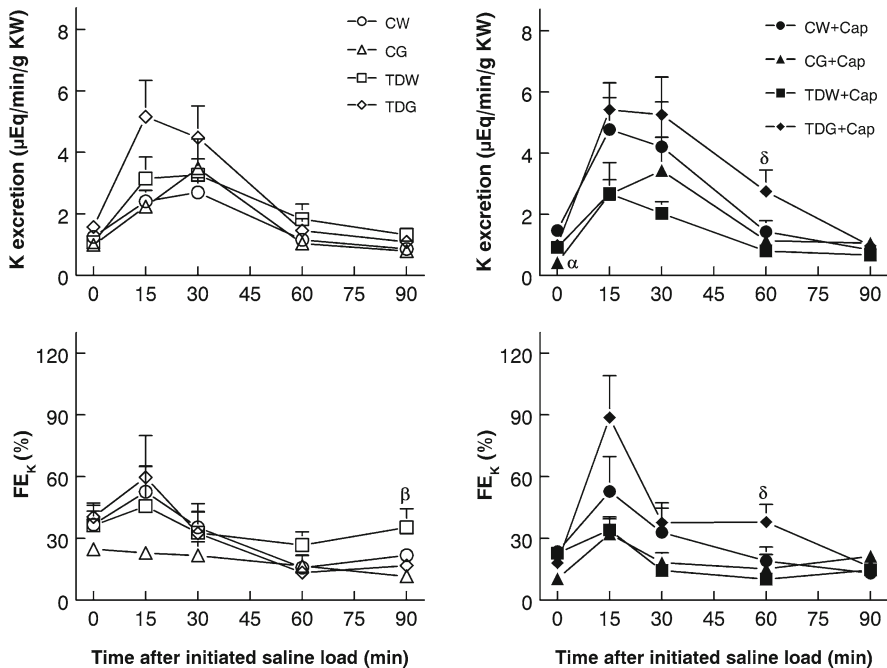 K excretion (µEq/min/g KW)
8
6
4
2
0
0 15 30 45 60 75 90
CW
CG
TDW
TDG
K excretion (µEq/min/g KW)
8
6
4
2
0
0 15 30 45 60 75 90
CW+Cap
CG+Cap
TDW+Cap
TDG+Cap
δ
α
FEK (%)
120
90
60
30
0
0 15 30 45 60 75 90
β
Time after initiated saline load (min)
FEK (%)
120
90
60
30
0
0 15 30 45 60 75 90
δ
Time after initiated saline load (min)